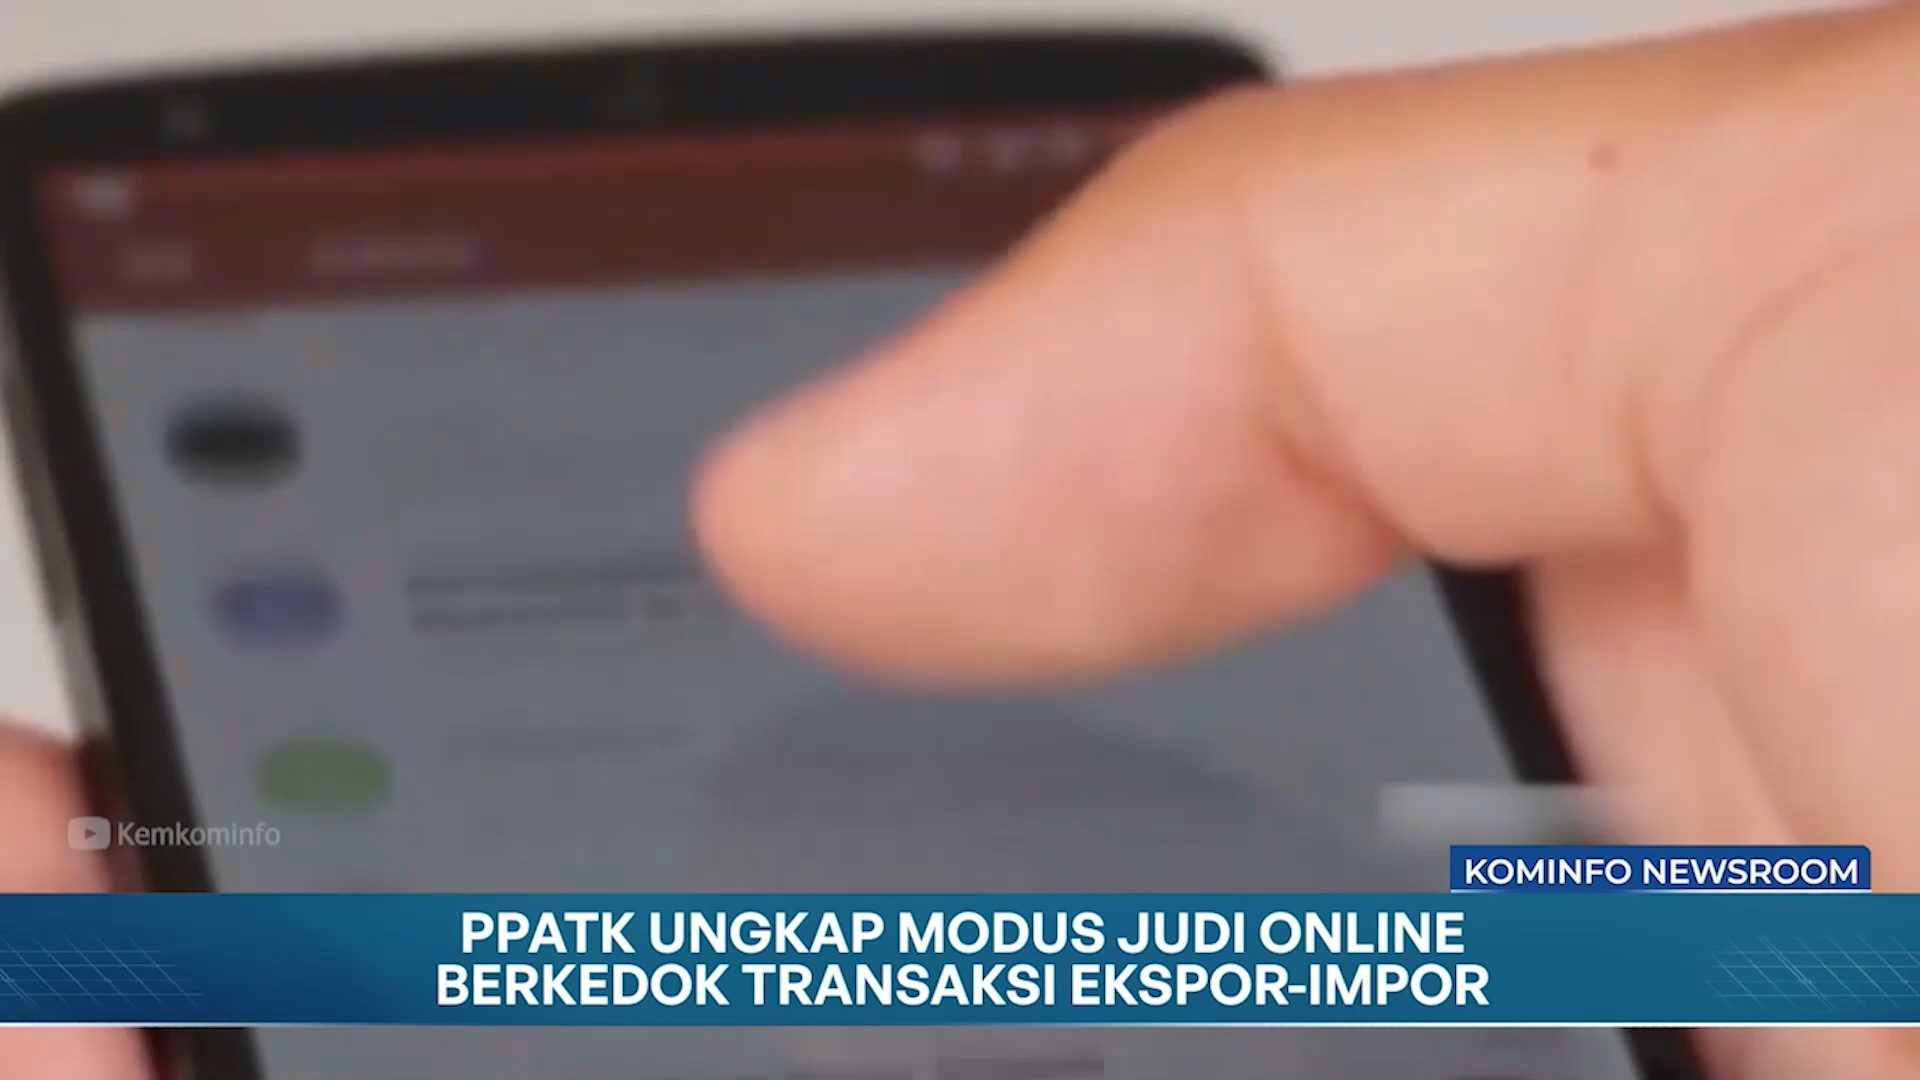 Kemkominfo
KOMINFO NEWSROOM
PPATK UNGKAP MODUS JUDI ONLINE
BERKEDOK TRANSAKSI EKSPOR-IMPOR